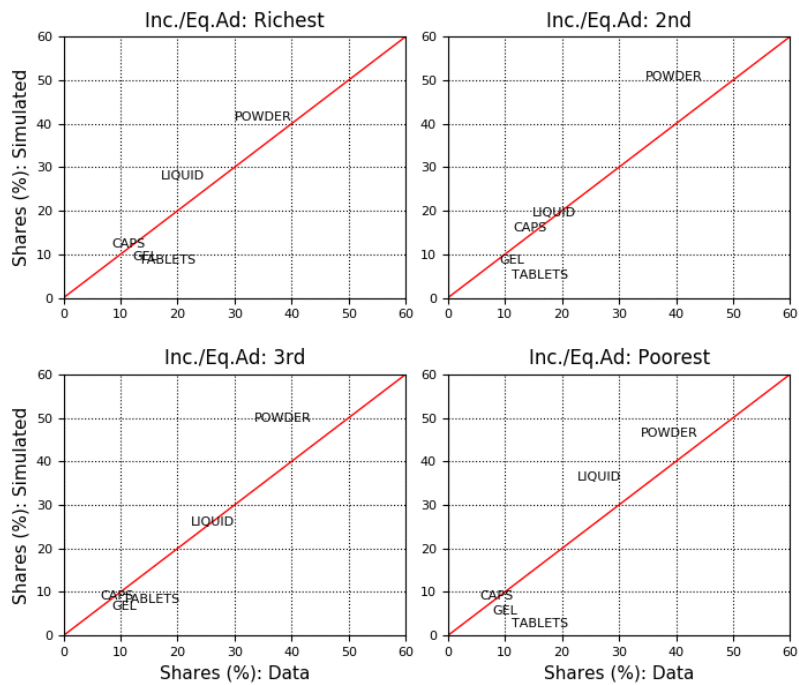 Inc./Eq.Ad: Richest
60
50
40
30
20
10
0
Shares (%): Simulated
POWDER
LIQUID
CAPS
GEL
TABLETS
0 10 20 30 40 50 60
Inc./Eq.Ad: 2nd
60
50
40
30
20
10
0
POWDER
LIQUID
CAPS
GEL
TABLETS
0 10 20 30 40 50 60
Inc./Eq.Ad: 3rd
60
50
40
30
20
10
0
Shares (%): Simulated
POWDER
LIQUID
CAPS
TABLETS
GEL
0 10 20 30 40 50 60
Shares (%): Data
Inc./Eq.Ad: Poorest
60
50
40
30
20
10
0
POWDER
LIQUID
CAPS
GEL
TABLETS
0 10 20 30 40 50 60
Shares (%): Data